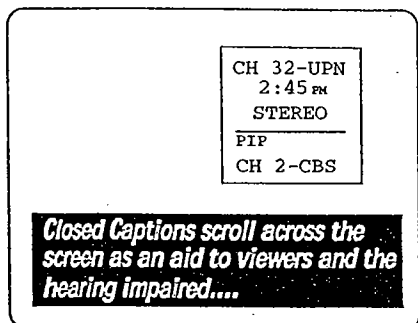 CH 32-UPN
2:45 PM
STEREO
PIP
CH 2-CBS
Closed Captions scroll across the
screen as an aid to viewers and the
hearing impaired....